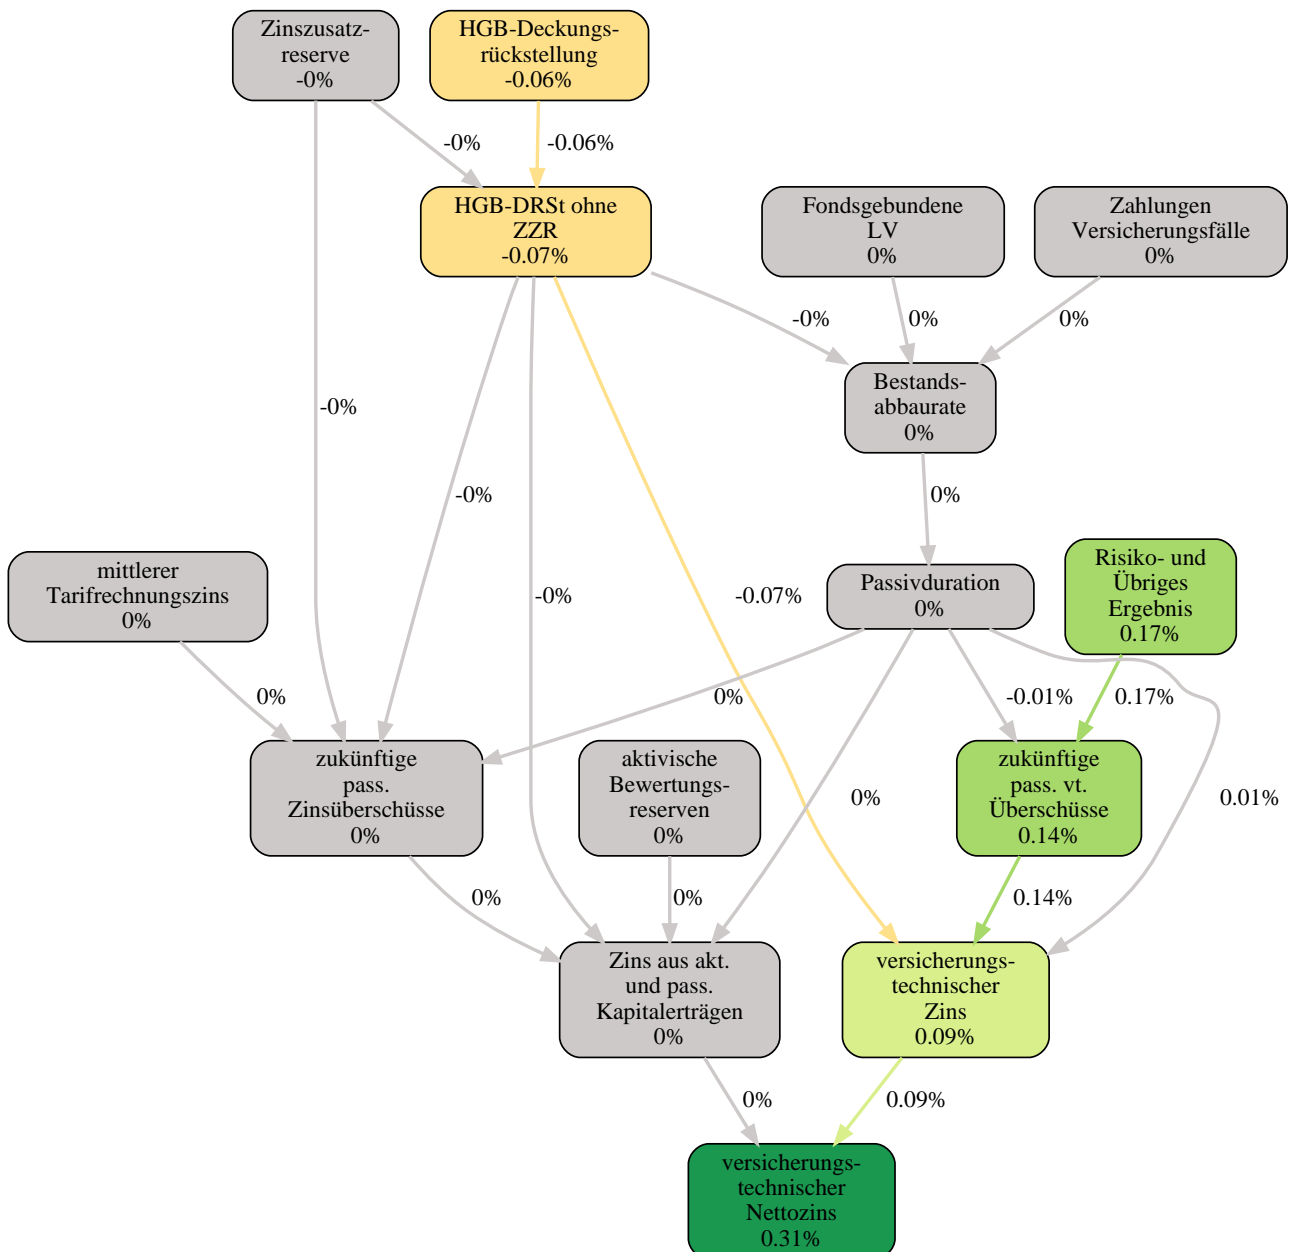 Zinszusatz-
reserve
-0%
HGB-Deckungs-
rückstellung
-0.06%
-0%
-0.06%
HGB-DRSt ohne
ZZR
-0.07%
Fondsgebundene
LV
0%
Zahlungen
Versicherungsfälle
0%
-0%
0%
0%
Bestands-
abbaurate
0%
-0%
-0%
0%
mittlerer
Tarifrechnungszins
0%
-0%
-0.07%
Passivduration
0%
Risiko- und
Übriges
Ergebnis
0.17%
0%
0%
-0.01%
0.17%
zukünftige
pass.
Zinsüberschüsse
0%
aktivische
Bewertungs-
reserven
0%
0%
zukünftige
pass. vt.
Überschüsse
0.14%
0.01%
0%
0%
0.14%
Zins aus akt.
und pass.
Kapitalerträgen
0%
versicherungs-
technischer
Zins
0.09%
0%
0.09%
versicherungs-
technischer
Nettozins
0.31%